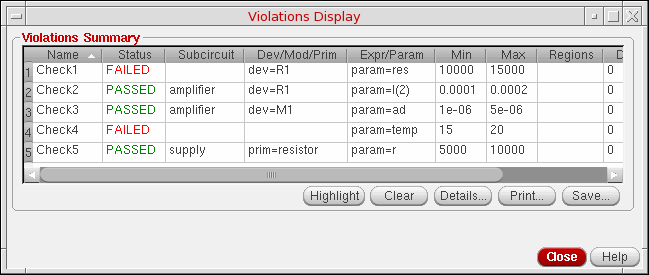 Violations Display
Violations Summary
Name Status Subcircuit Dev/Mod/Prim Expr/Param Min Max Regions D
1 Check1 FAILED dev=R1 param=res 10000 15000 0
2 Check2 PASSED amplifier dev=R1 param=I(2) 0.0001 0.0002 0
3 Check3 PASSED amplifier dev=M1 param=ad 1e-06 5e-06 0
4 Check4 FAILED param=temp 15 20 0
5 Check5 PASSED supply prim=resistor param=r 5000 10000 0
Highlight Clear Details... Print... Save...
Close Help